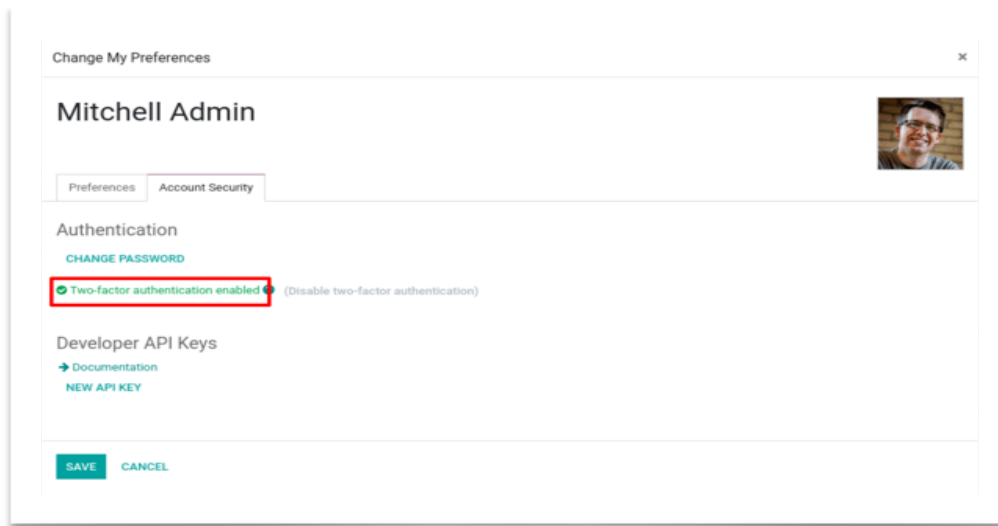 Change My Preferences ×
Mitchell Admin
Preferences Account Security
Authentication
CHANGE PASSWORD
Two-factor authentication enabled (Disable two-factor authentication)
Developer API Keys
Documentation
NEW API KEY
SAVE CANCEL